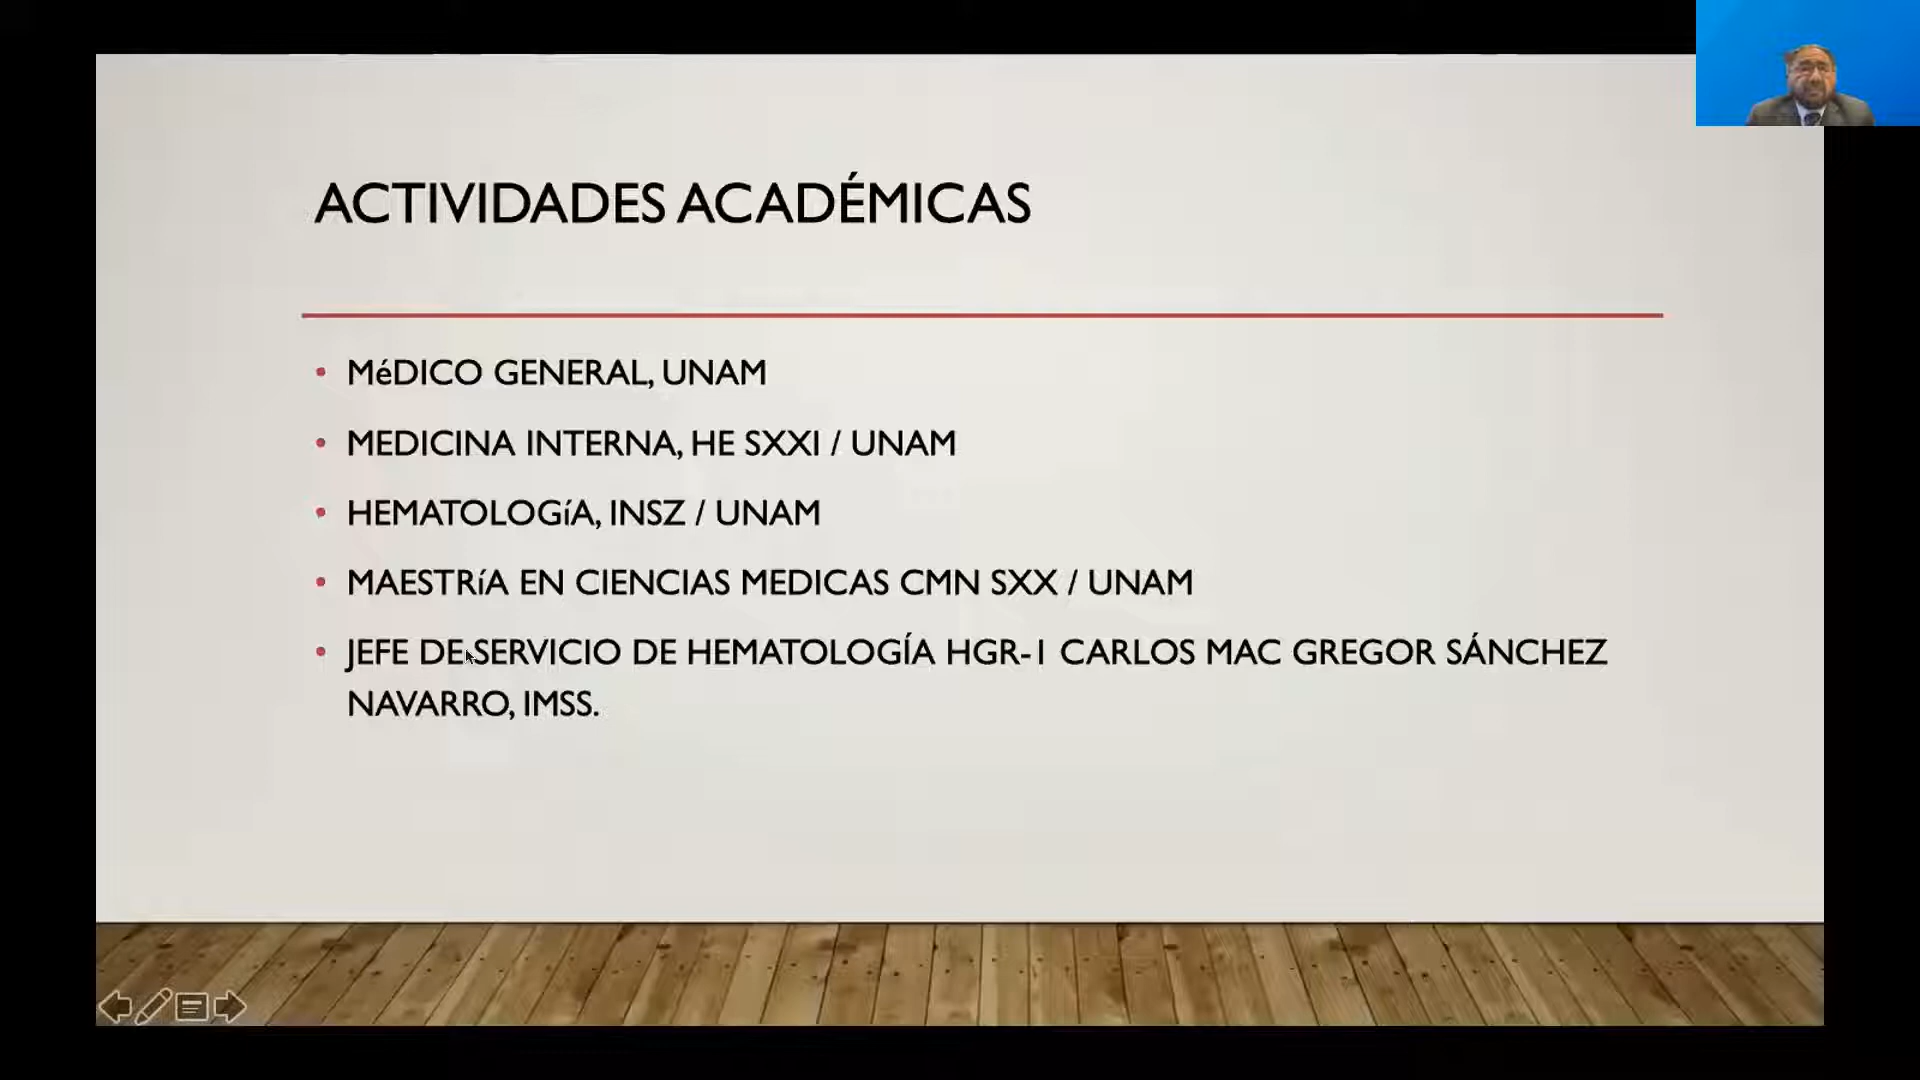 ACTIVIDADES ACADÉMICAS
• MéDICO GENERAL, UNAM
• MEDICINA INTERNA, HE SXXI / UNAM
• HEMATOLOGíA, INSZ / UNAM
• MAESTRíA EN CIENCIAS MEDICAS CMN SXX / UNAM
• JEFE DE SERVICIO DE HEMATOLOGÍA HGR-1 CARLOS MAC GREGOR SÁNCHEZ
NAVARRO, IMSS.